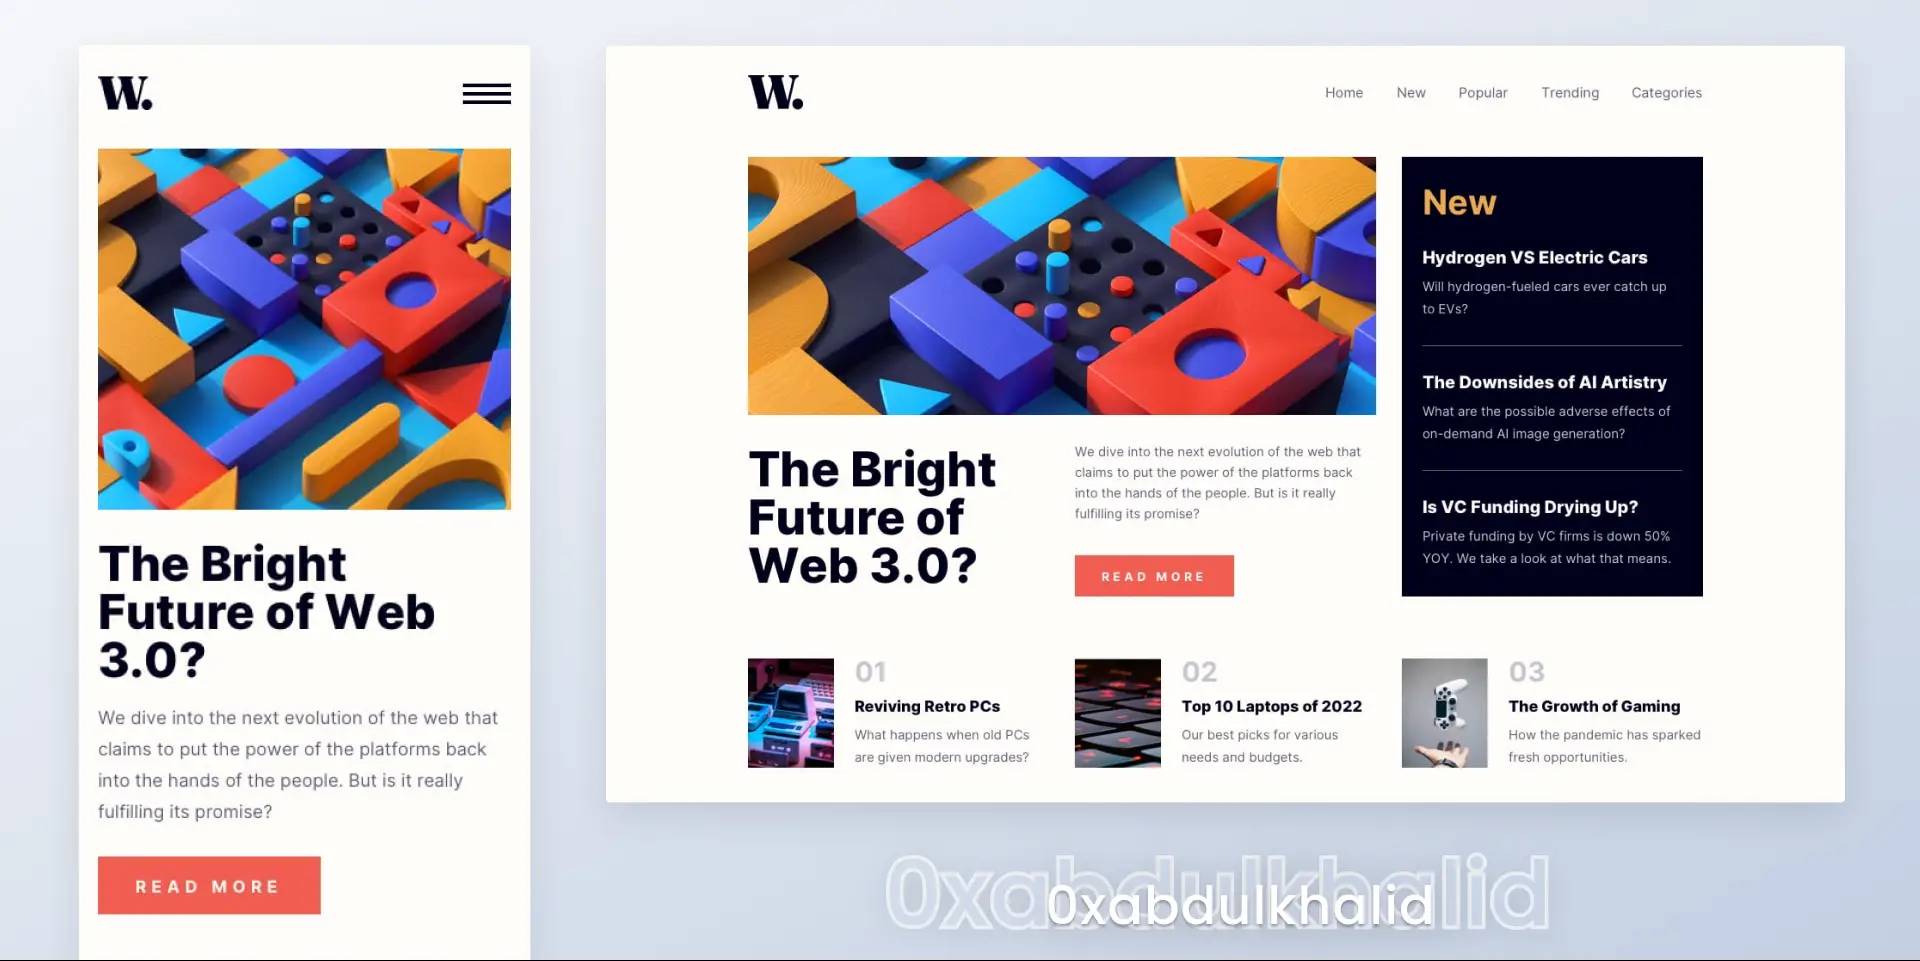 W.
The Bright
Future of Web
3.0?
We dive into the next evolution of the web that
claims to put the power of the platforms back
into the hands of the people. But is it really
fulfilling its promise?
READ MORE
W.
Home New Popular Trending Categories
The Bright
Future of
Web 3.0?
We dive into the next evolution of the web that
claims to put the power of the platforms back
into the hands of the people. But is it really
fulfilling its promise?
READ MORE
New
Hydrogen VS Electric Cars
Will hydrogen-fueled cars ever catch up
to EVs?
The Downsides of AI Artistry
What are the possible adverse effects of
on-demand AI image generation?
Is VC Funding Drying Up?
Private funding by VC firms is down 50%
YOY. We take a look at what that means.
01
Reviving Retro PCs
What happens when old PCs
are given modern upgrades?
02
Top 10 Laptops of 2022
Our best picks for various
needs and budgets.
03
The Growth of Gaming
How the pandemic has sparked
fresh opportunities.
0xabdulkhalid
0xabdulkhalid